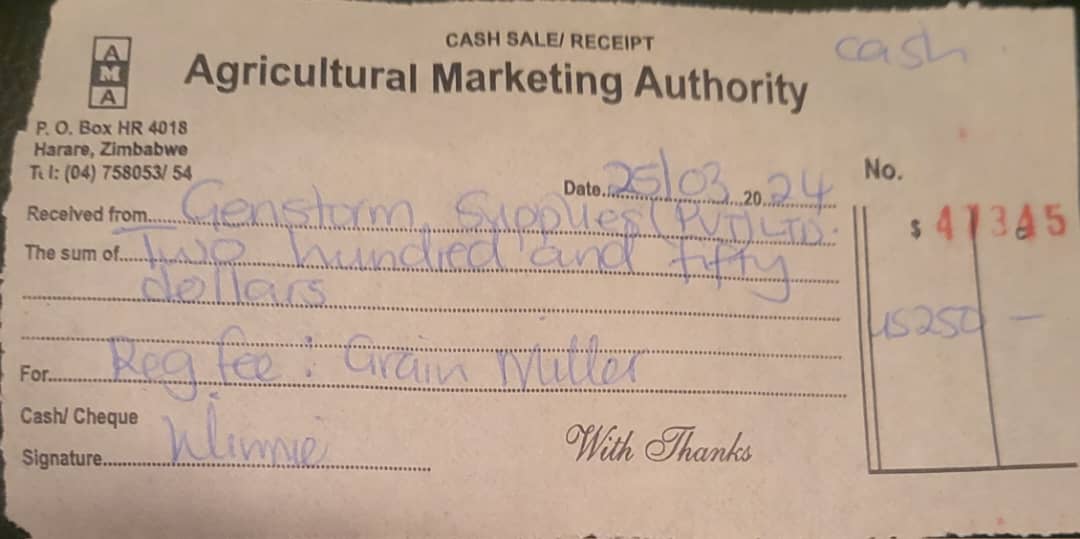 cash
CASH SALE/ RECEIPT
Agricultural Marketing Authority
A
M
A
P. O. Box HR 4018
Harare, Zimbabwe
Tel: (04) 758053/ 54
No.
Date...25/03...20...24
Received from...Genstorm Supplies (PVT) LTD.
$ 41345
The sum of...Two hundred and fifty
dollars
US250 —
For...Reg fee : Grain Miller
Cash/ Cheque
Signature...Winnie
With Thanks